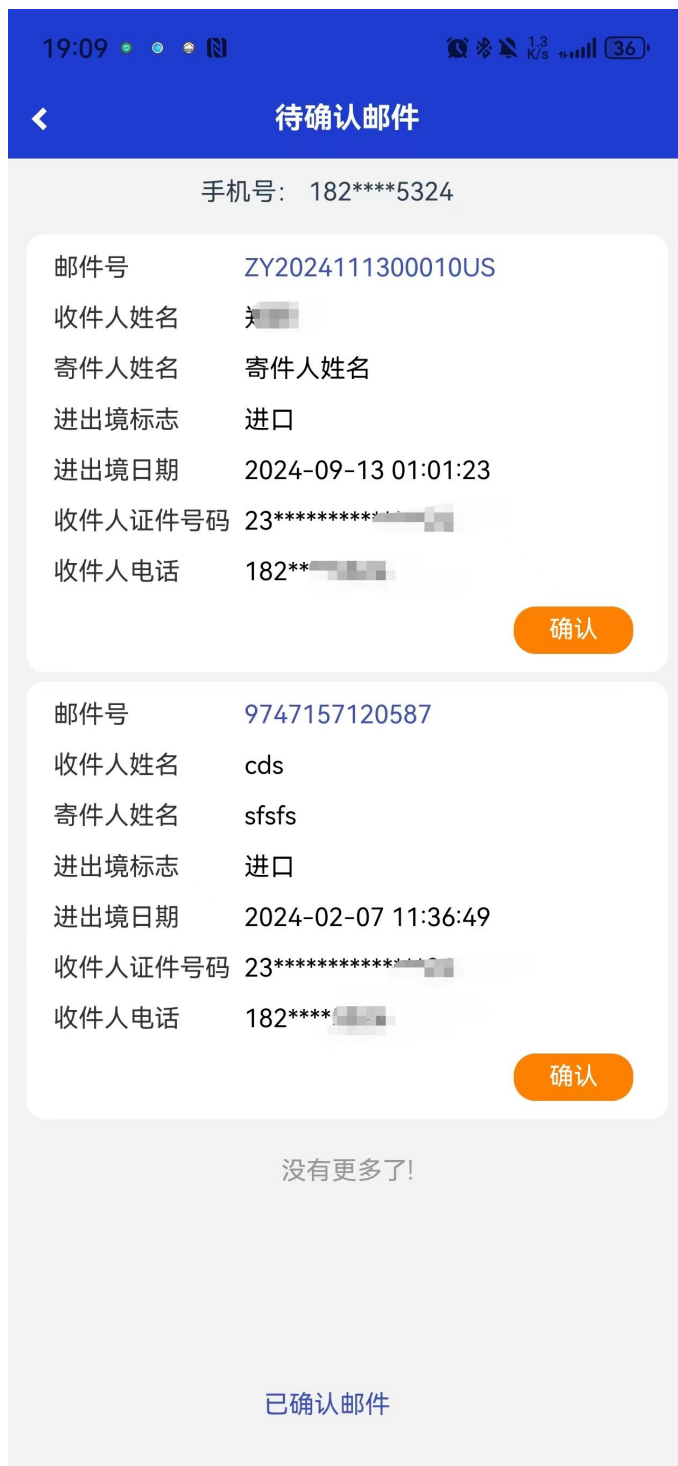 19:09 1.3 K/s 36
待确认邮件
手机号: 182****5324
邮件号 ZY2024111300010US
收件人姓名
寄件人姓名 寄件人姓名
进出境标志 进口
进出境日期 2024-09-13 01:01:23
收件人证件号码 23*********
收件人电话 182**
确认
邮件号 9747157120587
收件人姓名 cds
寄件人姓名 sfsfs
进出境标志 进口
进出境日期 2024-02-07 11:36:49
收件人证件号码 23***********
收件人电话 182****
确认
没有更多了!
已确认邮件